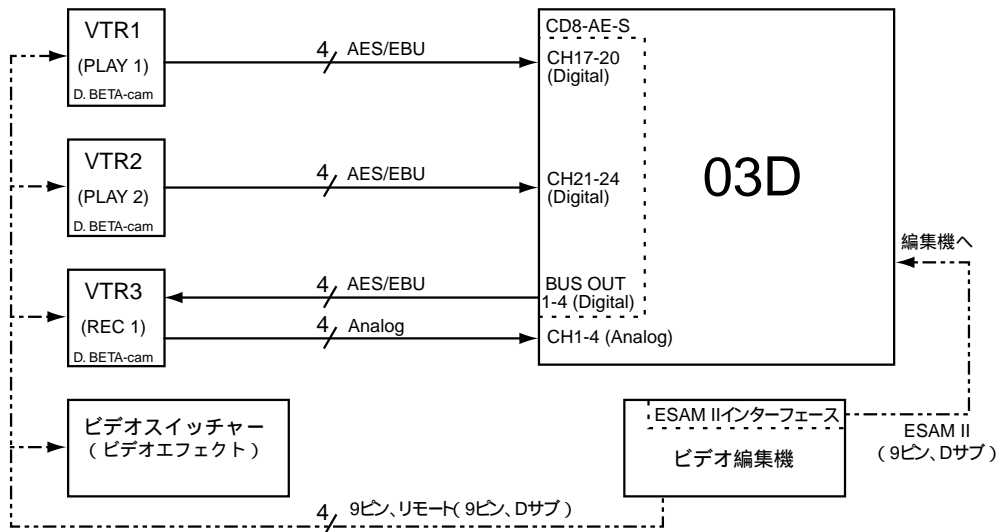 VTR1
(PLAY 1)
D. BETA-cam
4 AES/EBU
CD8-AE-S
CH17-20
(Digital)
VTR2
(PLAY 2)
D. BETA-cam
4 AES/EBU
CH21-24
(Digital)
03D
編集機へ
VTR3
(REC 1)
D. BETA-cam
4 AES/EBU
BUS OUT
1-4 (Digital)
4 Analog
CH1-4 (Analog)
ビデオスイッチャー
(ビデオエフェクト)
ESAM IIインターフェース
ビデオ編集機
ESAM II
(9ピン、Dサブ)
4 9ピン、リモート(9ピン、Dサブ)